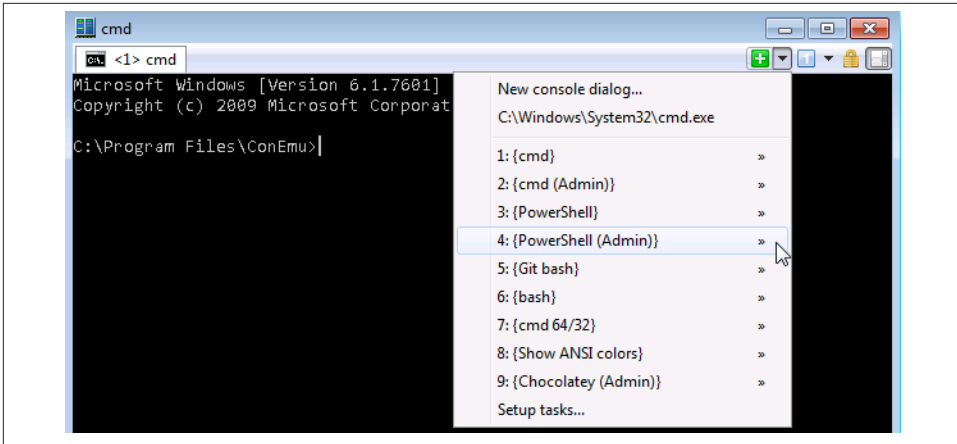 cmd
<1> cmd
Microsoft Windows [Version 6.1.7601]
Copyright (c) 2009 Microsoft Corporat
C:\Program Files\ConEmu>
New console dialog...
C:\Windows\System32\cmd.exe
1: {cmd} »
2: {cmd (Admin)} »
3: {PowerShell} »
4: {PowerShell (Admin)} »
5: {Git bash} »
6: {bash} »
7: {cmd 64/32} »
8: {Show ANSI colors} »
9: {Chocolatey (Admin)} »
Setup tasks...